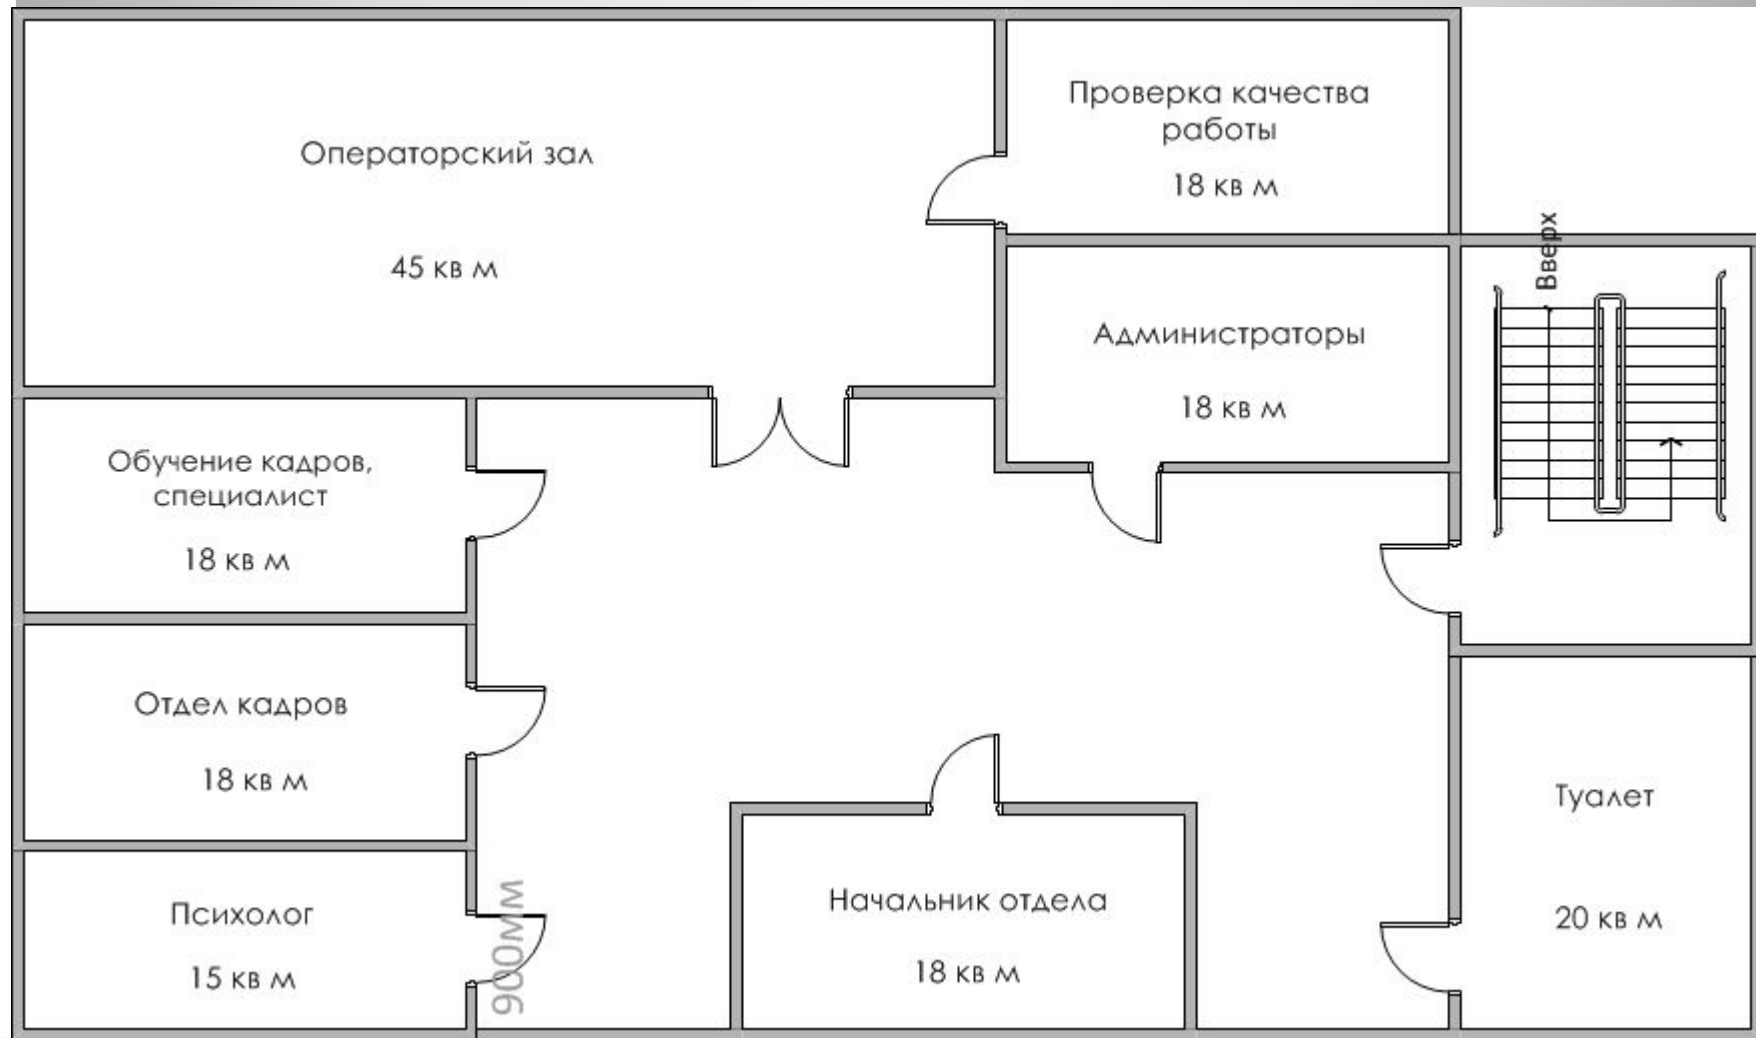 Операторский зал
45 кв м
Проверка качества
работы
18 кв м
Вверх
Администраторы
18 кв м
Обучение кадров,
специалист
18 кв м
Отдел кадров
18 кв м
Туалет
20 кв м
Психолог
15 кв м
9000мм
Начальник отдела
18 кв м